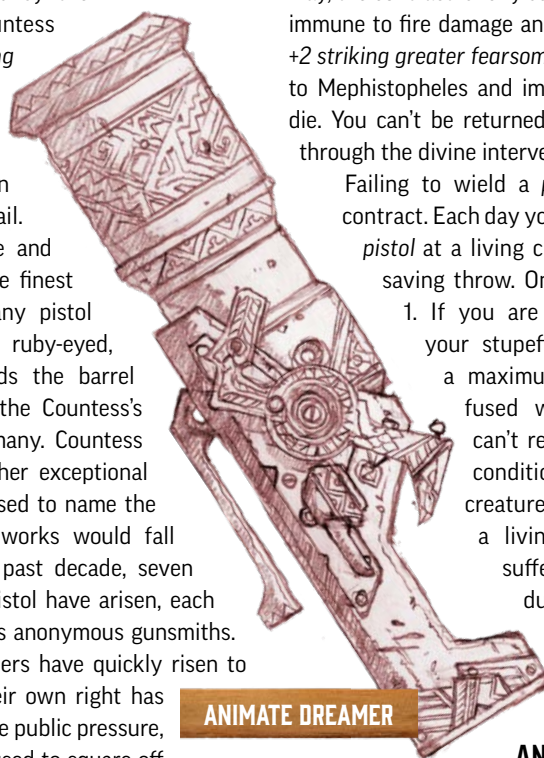 untess
g
n
ail.
e and
e finest
any pistol
ruby-eyed,
ds the barrel
the Countess's
many. Countess
her exceptional
sed to name the
works would fall
past decade, seven
istol have arisen, each
s anonymous gunsmiths.
ers have quickly risen to
eir own right has
e public pressure,
immune to fire damage an
+2 striking greater fearsom
to Mephistopheles and im
die. You can't be returned
through the divine interve
Failing to wield a
contract. Each day yo
pistol at a living c
saving throw. Or
1. If you are
your stupef
a maximu
fused w
can't re
conditio
creature
a livin
suffe
du
ANIMATE DREAMER
AN